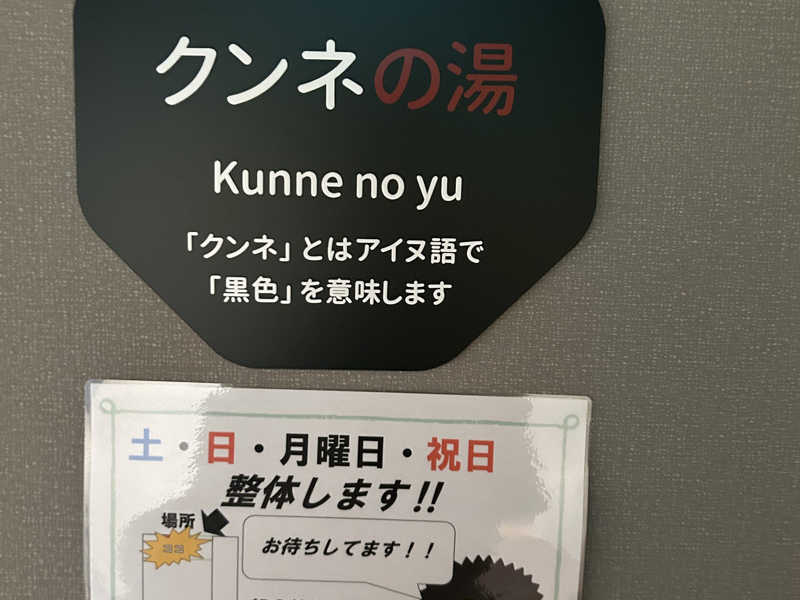 クンネの湯
Kunne no yu
「クンネ」とはアイヌ語で
「黒色」を意味します
土・日・月曜日・祝日
整体します!!
場所
ココ
お待ちしてます！！